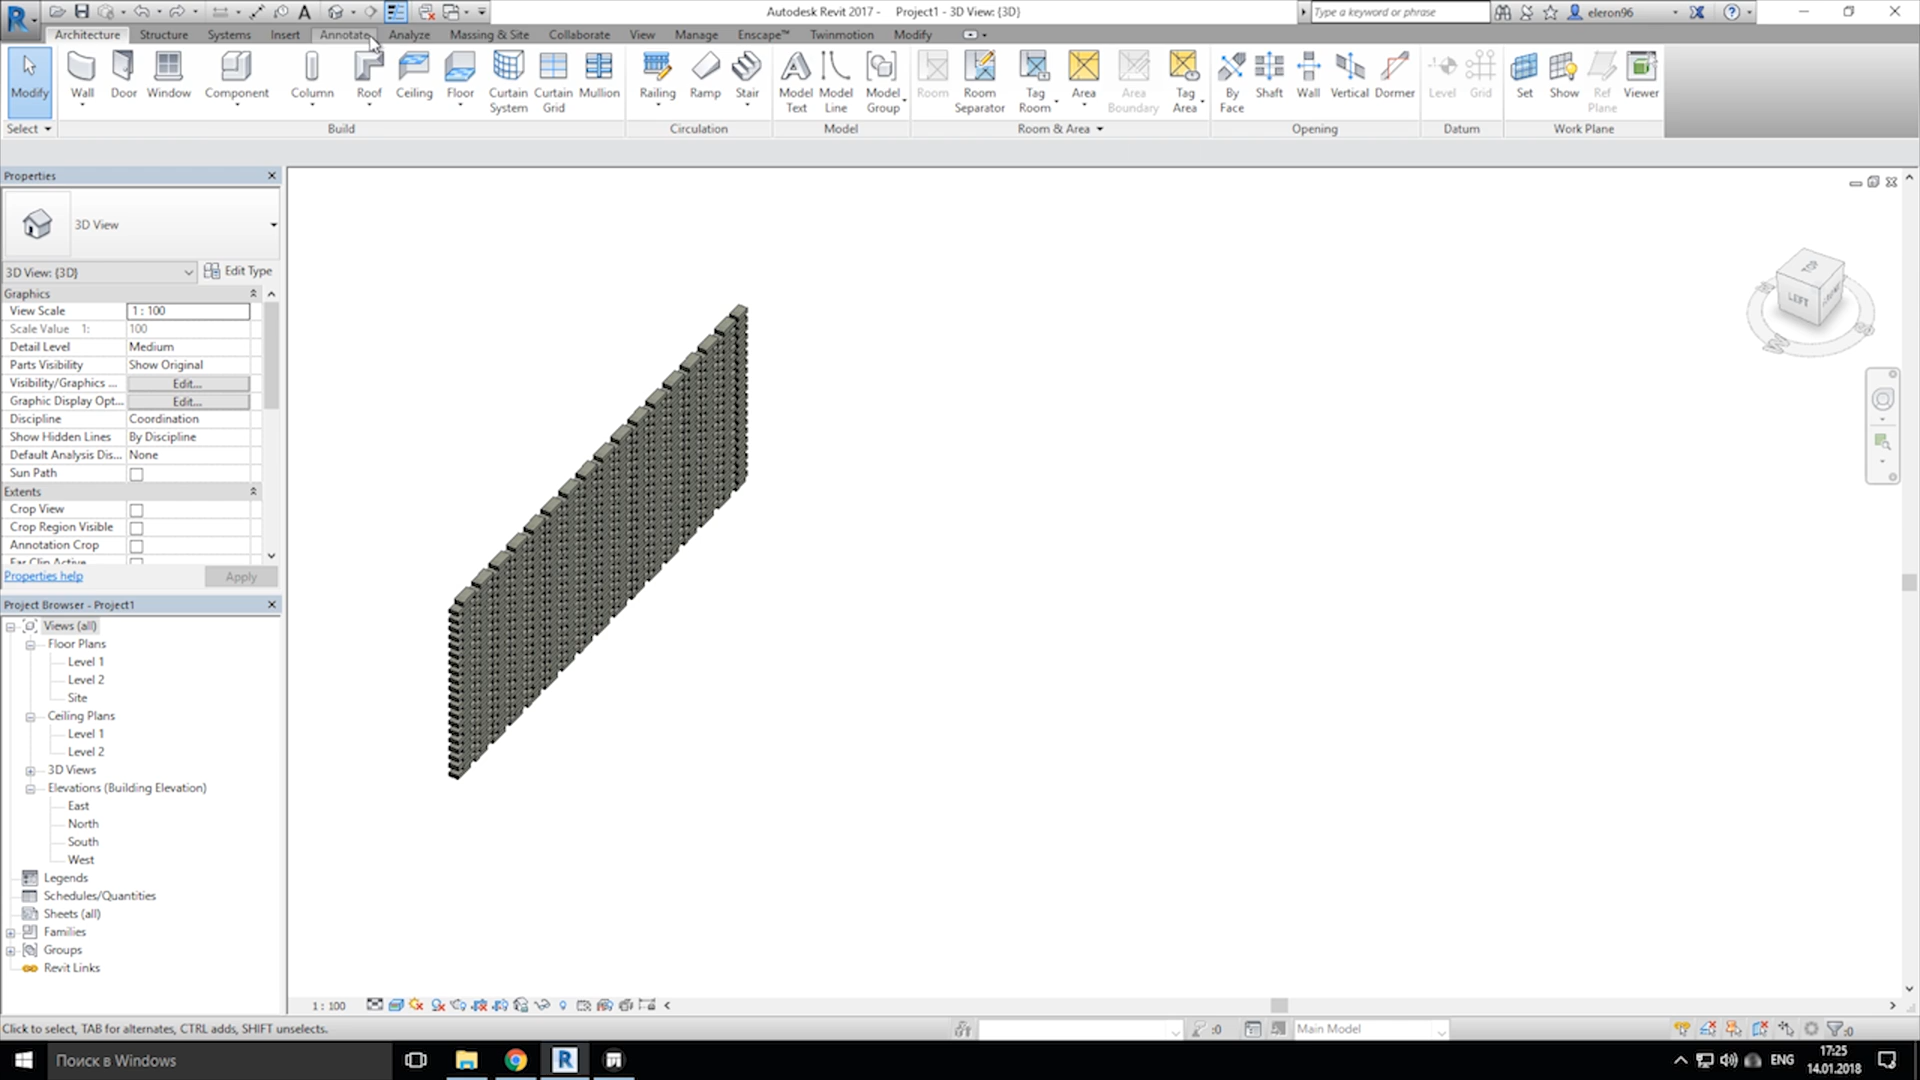 Autodesk Revit 2017 - Project1 - 3D View: {3D}
Type a keyword or phrase
eleron96
Architecture Structure Systems Insert Annotate Analyze Massing & Site Collaborate View Manage Enscape™ Twinmotion Modify
Modify Wall Door Window Component Column Roof Ceiling Floor Curtain System Curtain Grid Mullion Railing Ramp Stair Model Text Model Line Model Group Room Room Separator Tag Room Area Area Boundary Tag Area By Face Shaft Wall Vertical Dormer Level Grid Set Show Ref Plane Viewer
Select Build Circulation Model Room & Area Opening Datum Work Plane
Properties
3D View
3D View: {3D} Edit Type
Graphics
View Scale 1 : 100
Scale Value 1: 100
Detail Level Medium
Parts Visibility Show Original
Visibility/Graphics ... Edit...
Graphic Display Opt... Edit...
Discipline Coordination
Show Hidden Lines By Discipline
Default Analysis Dis... None
Sun Path
Extents
Crop View
Crop Region Visible
Annotation Crop
Far Clip Active
Properties help Apply
Project Browser - Project1
Views (all)
Floor Plans
Level 1
Level 2
Site
Ceiling Plans
Level 1
Level 2
3D Views
Elevations (Building Elevation)
East
North
South
West
Legends
Schedules/Quantities
Sheets (all)
Families
Groups
Revit Links
TOP
LEFT
1 : 100
Click to select, TAB for alternates, CTRL adds, SHIFT unselects.
:0
Main Model
:0
Поиск в Windows
ENG
17:25
14.01.2018